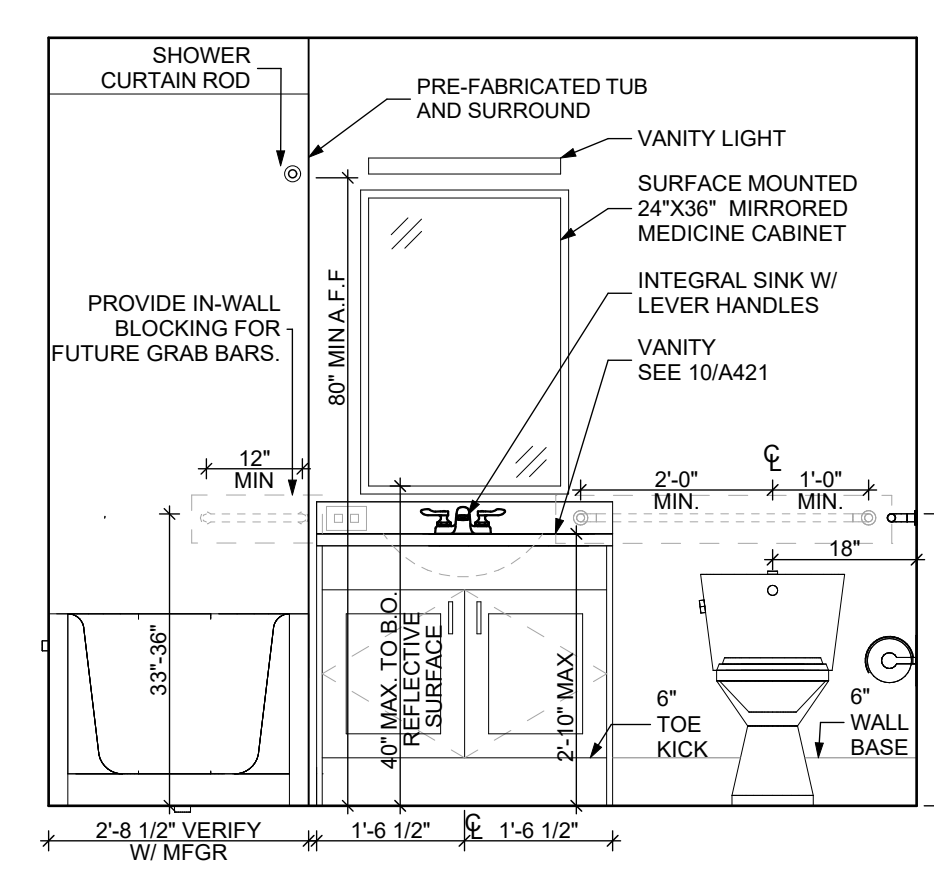 SHOWER
CURTAIN ROD
PRE-FABRICATED TUB
AND SURROUND
VANITY LIGHT
SURFACE MOUNTED
24"X36" MIRRORED
MEDICINE CABINET
INTEGRAL SINK W/
LEVER HANDLES
VANITY
SEE 10/A421
PROVIDE IN-WALL
BLOCKING FOR
FUTURE GRAB BARS.
80" MIN A.F.F
12"
MIN
2'-0"
MIN.
CL
1'-0"
MIN.
18"
33"-36"
40" MAX. TO B.O.
REFLECTIVE
SURFACE
2'-10" MAX
6"
TOE
KICK
6"
WALL
BASE
2'-8 1/2" VERIFY
W/ MFGR
1'-6 1/2"
CL
1'-6 1/2"